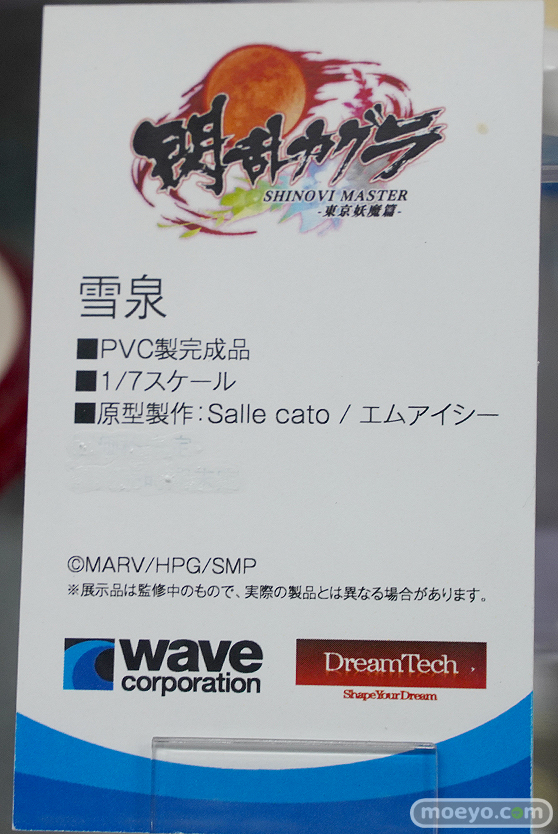 閃乱カグラ
SHINOVI MASTER
-東京妖魔篇-
雪泉
■PVC製完成品
■1/7スケール
■原型製作：Salle cato / エムアイシー
©MARV/HPG/SMP
※展示品は監修中のもので、実際の製品とは異なる場合があります。
wave
corporation
DreamTech
ShapeYourDream
moeyo.com